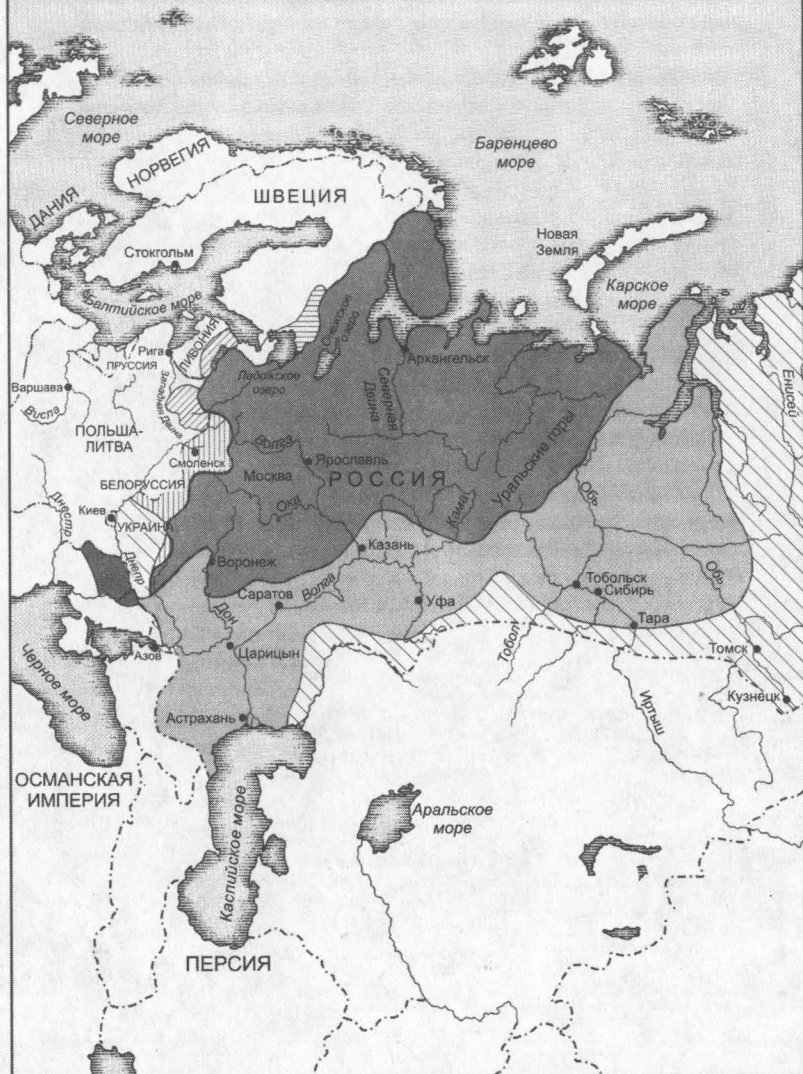 Северное
море
Баренцево
море
НОРВЕГИЯ
ШВЕЦИЯ
ДАНИЯ
Стокгольм
Новая
Земля
Карское
море
Балтийское море
Онежское
озеро
ЛИВОНИЯ
Рига
ПРУССИЯ
Архангельск
Ладожское
озеро
Северная
Двина
Енисей
Варшава
Висла
Западная Двина
ПОЛЬША-
ЛИТВА
Волга
Смоленск
Ярославль
Москва
РОССИЯ
Уральские горы
БЕЛОРУССИЯ
Ока
Кама
Обь
Днестр
Киев
УКРАИНА
Днепр
Казань
Воронеж
Обь
Тобольск
Сибирь
Саратов
Волга
Уфа
Дон
Тара
Тобол
Азов
Царицын
Томск
Черное море
Кузнецк
Астрахань
Иртыш
ОСМАНСКАЯ
ИМПЕРИЯ
Аральское
море
Каспийское море
ПЕРСИЯ